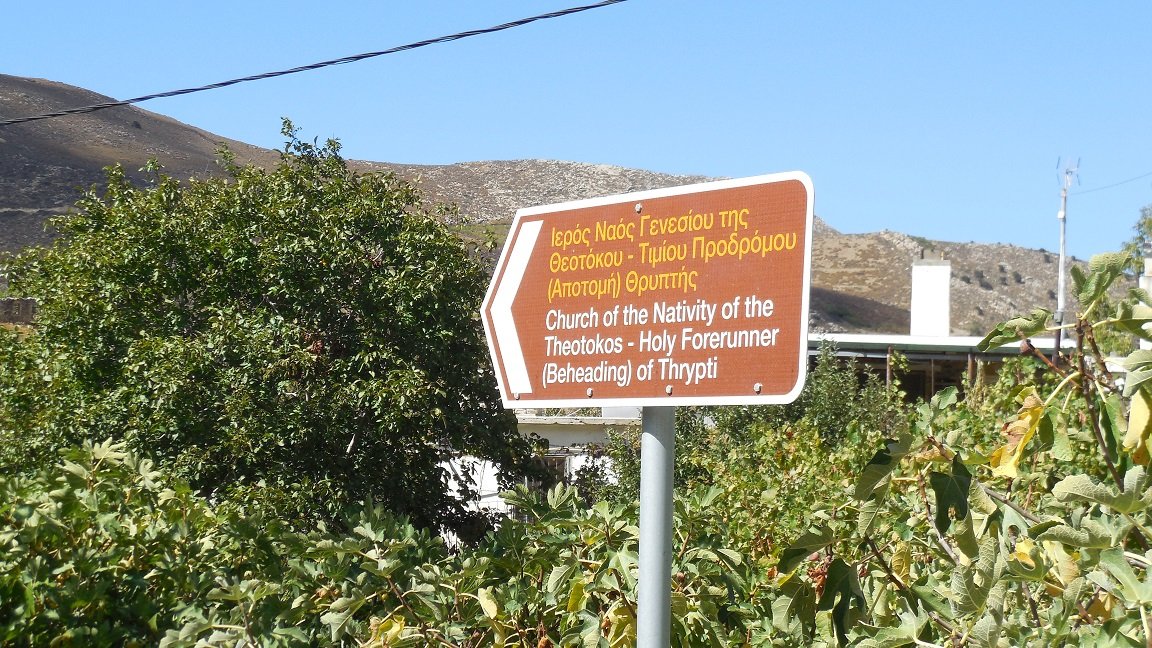 Ιερός Ναός Γενεσίου της
Θεοτόκου - Τιμίου Προδρόμου
(Αποτομή) Θρυπτής
Church of the Nativity of the
Theotokos - Holy Forerunner
(Beheading) of Thrypti